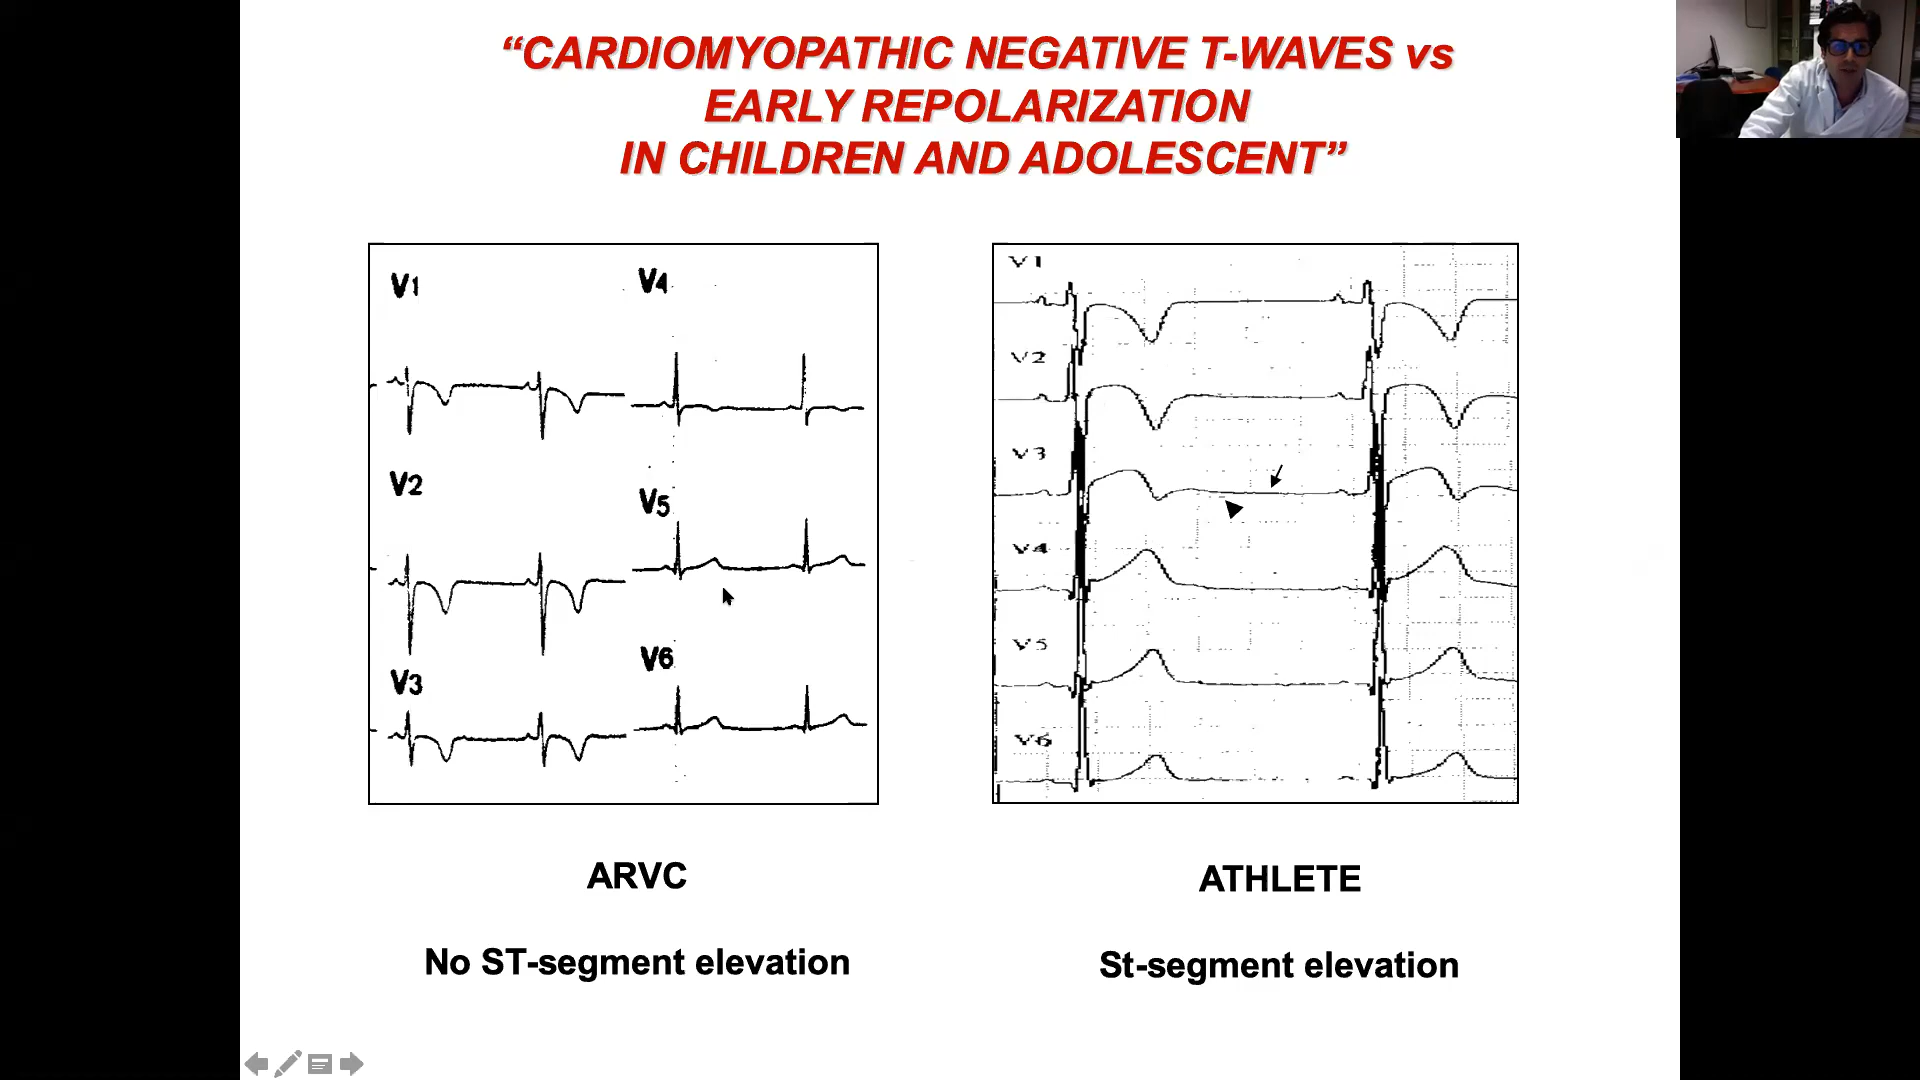 “CARDIOMYOPATHIC NEGATIVE T-WAVES vs
EARLY REPOLARIZATION
IN CHILDREN AND ADOLESCENT”
V1
V4
V2
V5
V6
V3
V1
V2
V3
V4
V5
V6
ARVC
No ST-segment elevation
ATHLETE
St-segment elevation